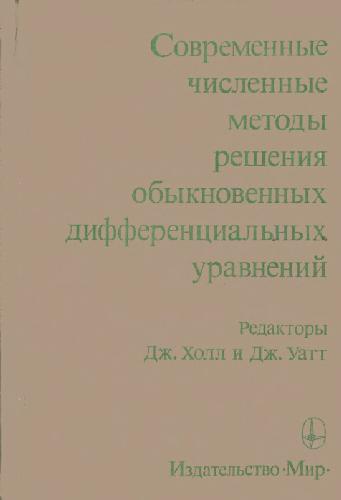 Современные
численные
методы
решения
обыкновенных
дифференциальных
уравнений
Редакторы
Дж. Холл и Дж. Уатт
Издательство·Мир·